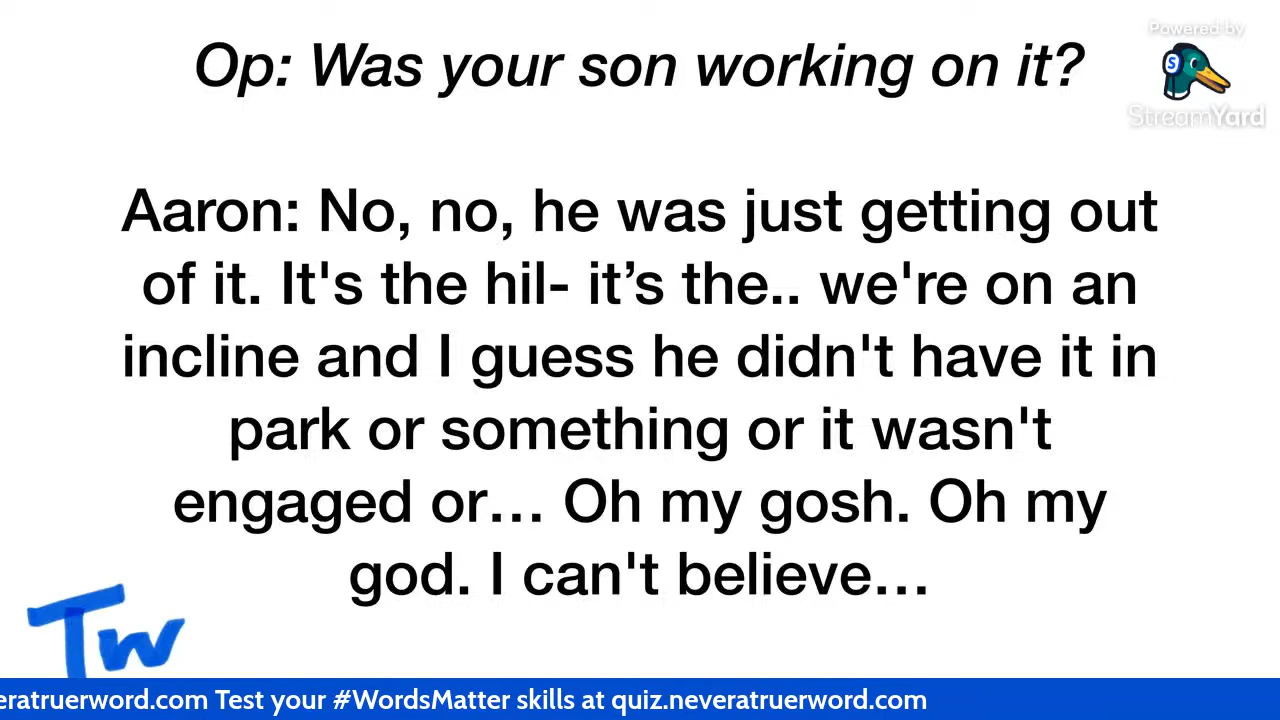 Op: Was your son working on it?
Powered by
S
StreamYard
Aaron: No, no, he was just getting out
of it. It's the hil- it’s the.. we're on an
incline and I guess he didn't have it in
park or something or it wasn't
engaged or… Oh my gosh. Oh my
god. I can't believe…
Tw
eratruerword.com Test your #WordsMatter skills at quiz.neveratruerword.com